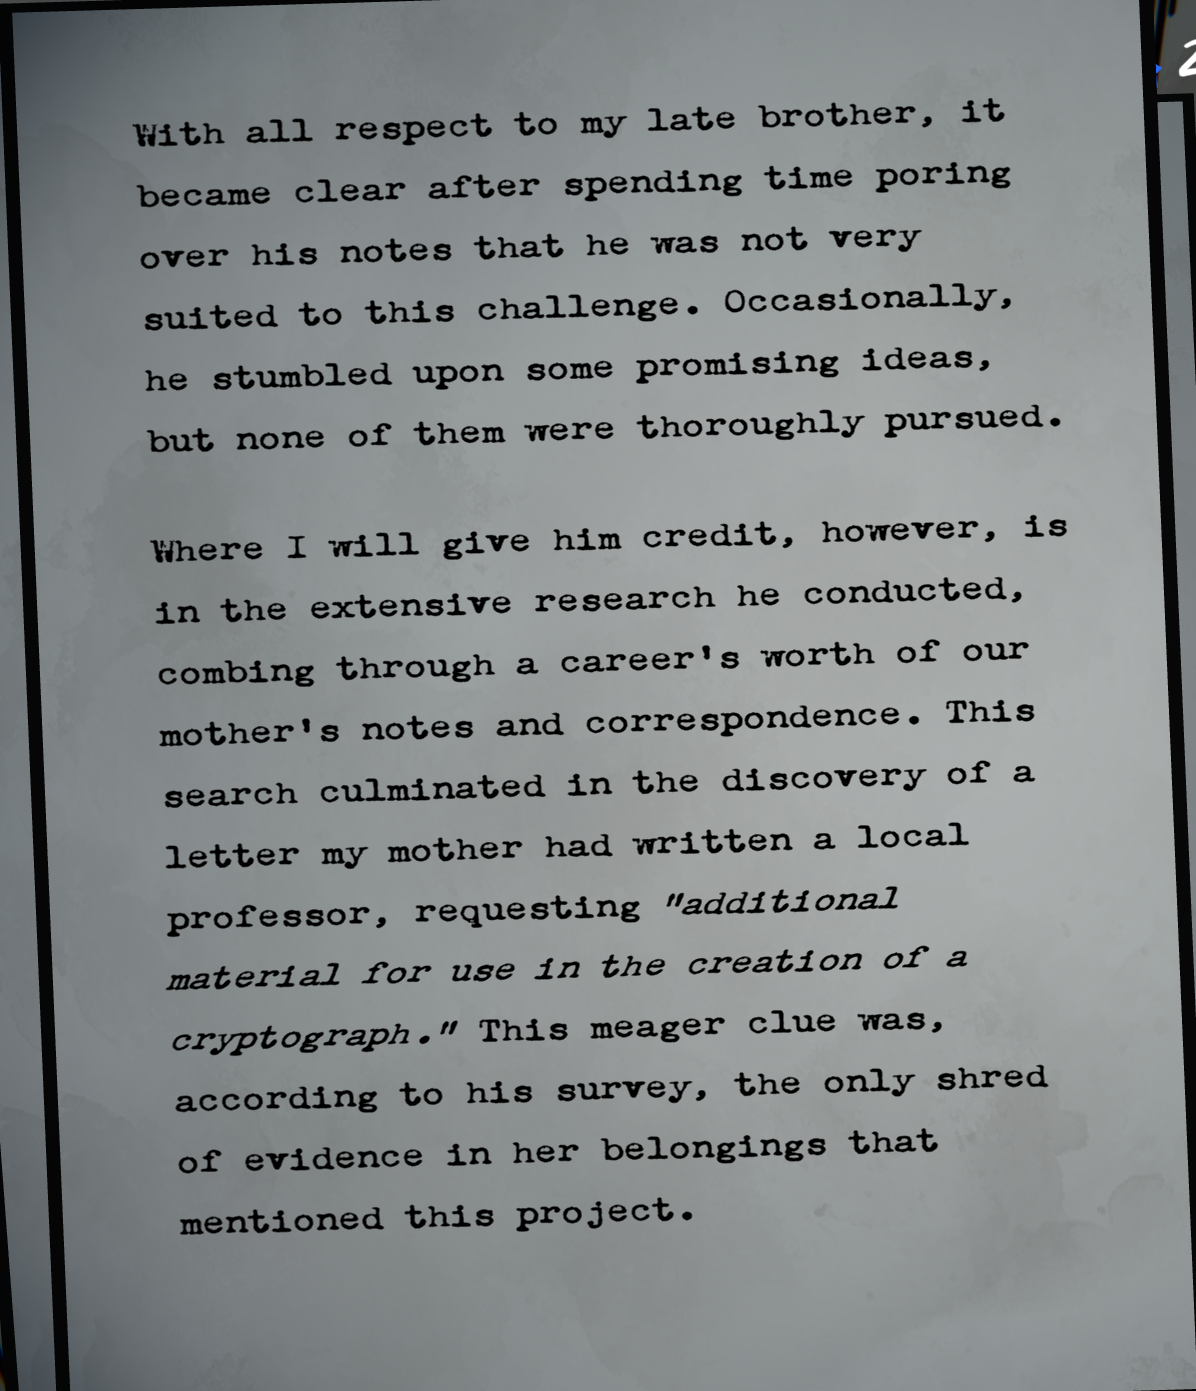 With all respect to my late brother, it
became clear after spending time poring
over his notes that he was not very
suited to this challenge. Occasionally,
he stumbled upon some promising ideas,
but none of them were thoroughly pursued.
Where I will give him credit, however, is
in the extensive research he conducted,
combing through a career's worth of our
mother's notes and correspondence. This
search culminated in the discovery of a
letter my mother had written a local
professor, requesting "additional
material for use in the creation of a
cryptograph." This meager clue was,
according to his survey, the only shred
of evidence in her belongings that
mentioned this project.